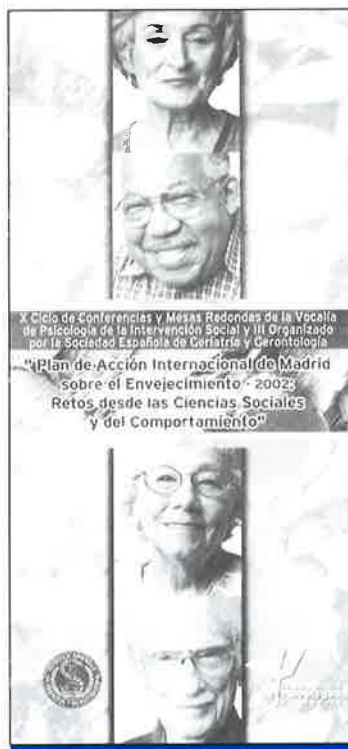 X Ciclo de Conferencias y Mesas Redondas de la Vocalía
de Psicología de la Intervención Social y III Organizado
por la Sociedad Española de Geriatría y Gerontología
"Plan de Acción Internacional de Madrid
sobre el Envejecimiento - 2002;
Retos desde las Ciencias Sociales
y del Comportamiento"